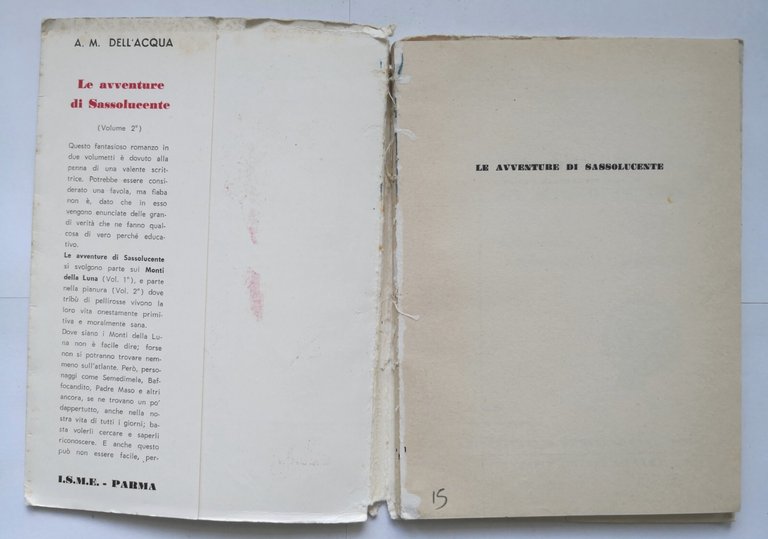 A. M. DELL'ACQUA
Le avventure
di Sassolucente
(Volume 2°)
Questo fantasioso romanzo in
due volumetti è dovuto alla
penna di una valente scrit-
trice. Potrebbe essere consi-
derato una favola, ma fiaba
non è, dato che in esso
vengono enunciate delle gran-
di verità che ne fanno qual-
cosa di vero perché educa-
tivo.
Le avventure di Sassolucente
si svolgono parte sui Monti
della Luna (Vol. 1°), e parte
nella pianura (Vol. 2°) dove
tribù di pellirosse vivono la
loro vita onestamente primi-
tiva e moralmente sana.
Dove siano i Monti della Lu-
na non è facile dire; forse
non si potranno trovare nem-
meno sull'atlante. Però, perso-
naggi come Semedimela, Baf-
focandito, Padre Maso e altri
ancora, se ne trovano un po'
dappertutto, anche nella no-
stra vita di tutti i giorni; ba-
sta volerli cercare e saperli
riconoscere. E anche questo
può non essere facile, per-
I.S.M.E. - PARMA
LE AVVENTURE DI SASSOLUCENTE
15